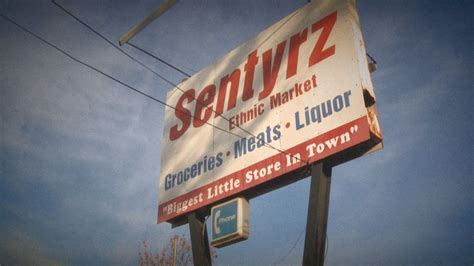 Sentyrz
Ethnic Market
Groceries • Meats • Liquor
"Biggest Little Store In Town"
Phone